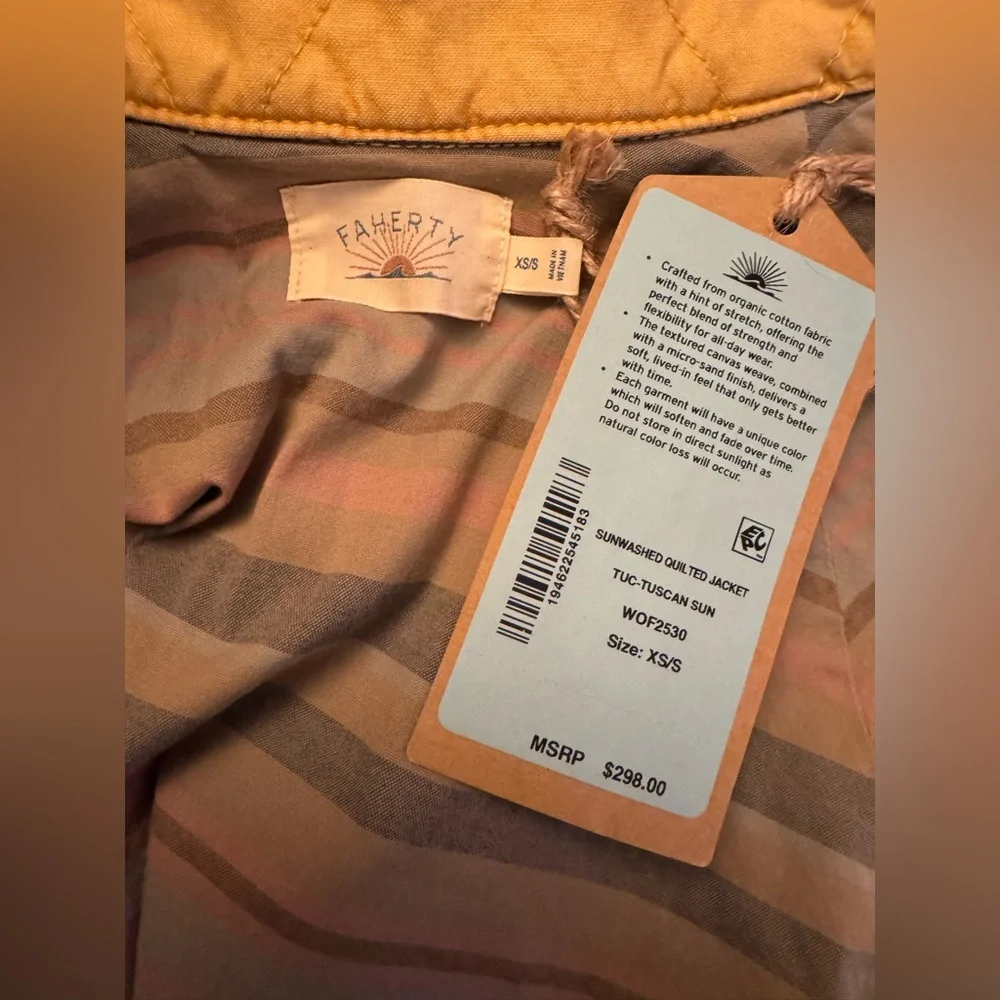 FAHERTY
XS/S
MADE IN
VIETNAM
• Crafted from organic cotton fabric
with a hint of stretch, offering the
perfect blend of strength and
flexibility for all-day wear.
• The textured canvas weave, combined
with a micro-sand finish, delivers a
soft, lived-in feel that only gets better
with time.
• Each garment will have a unique color
which will soften and fade over time.
Do not store in direct sunlight as
natural color loss will occur.
194622545183
EPIC
SUNWASHED QUILTED JACKET
TUC-TUSCAN SUN
WOF2530
Size: XS/S
MSRP $298.00